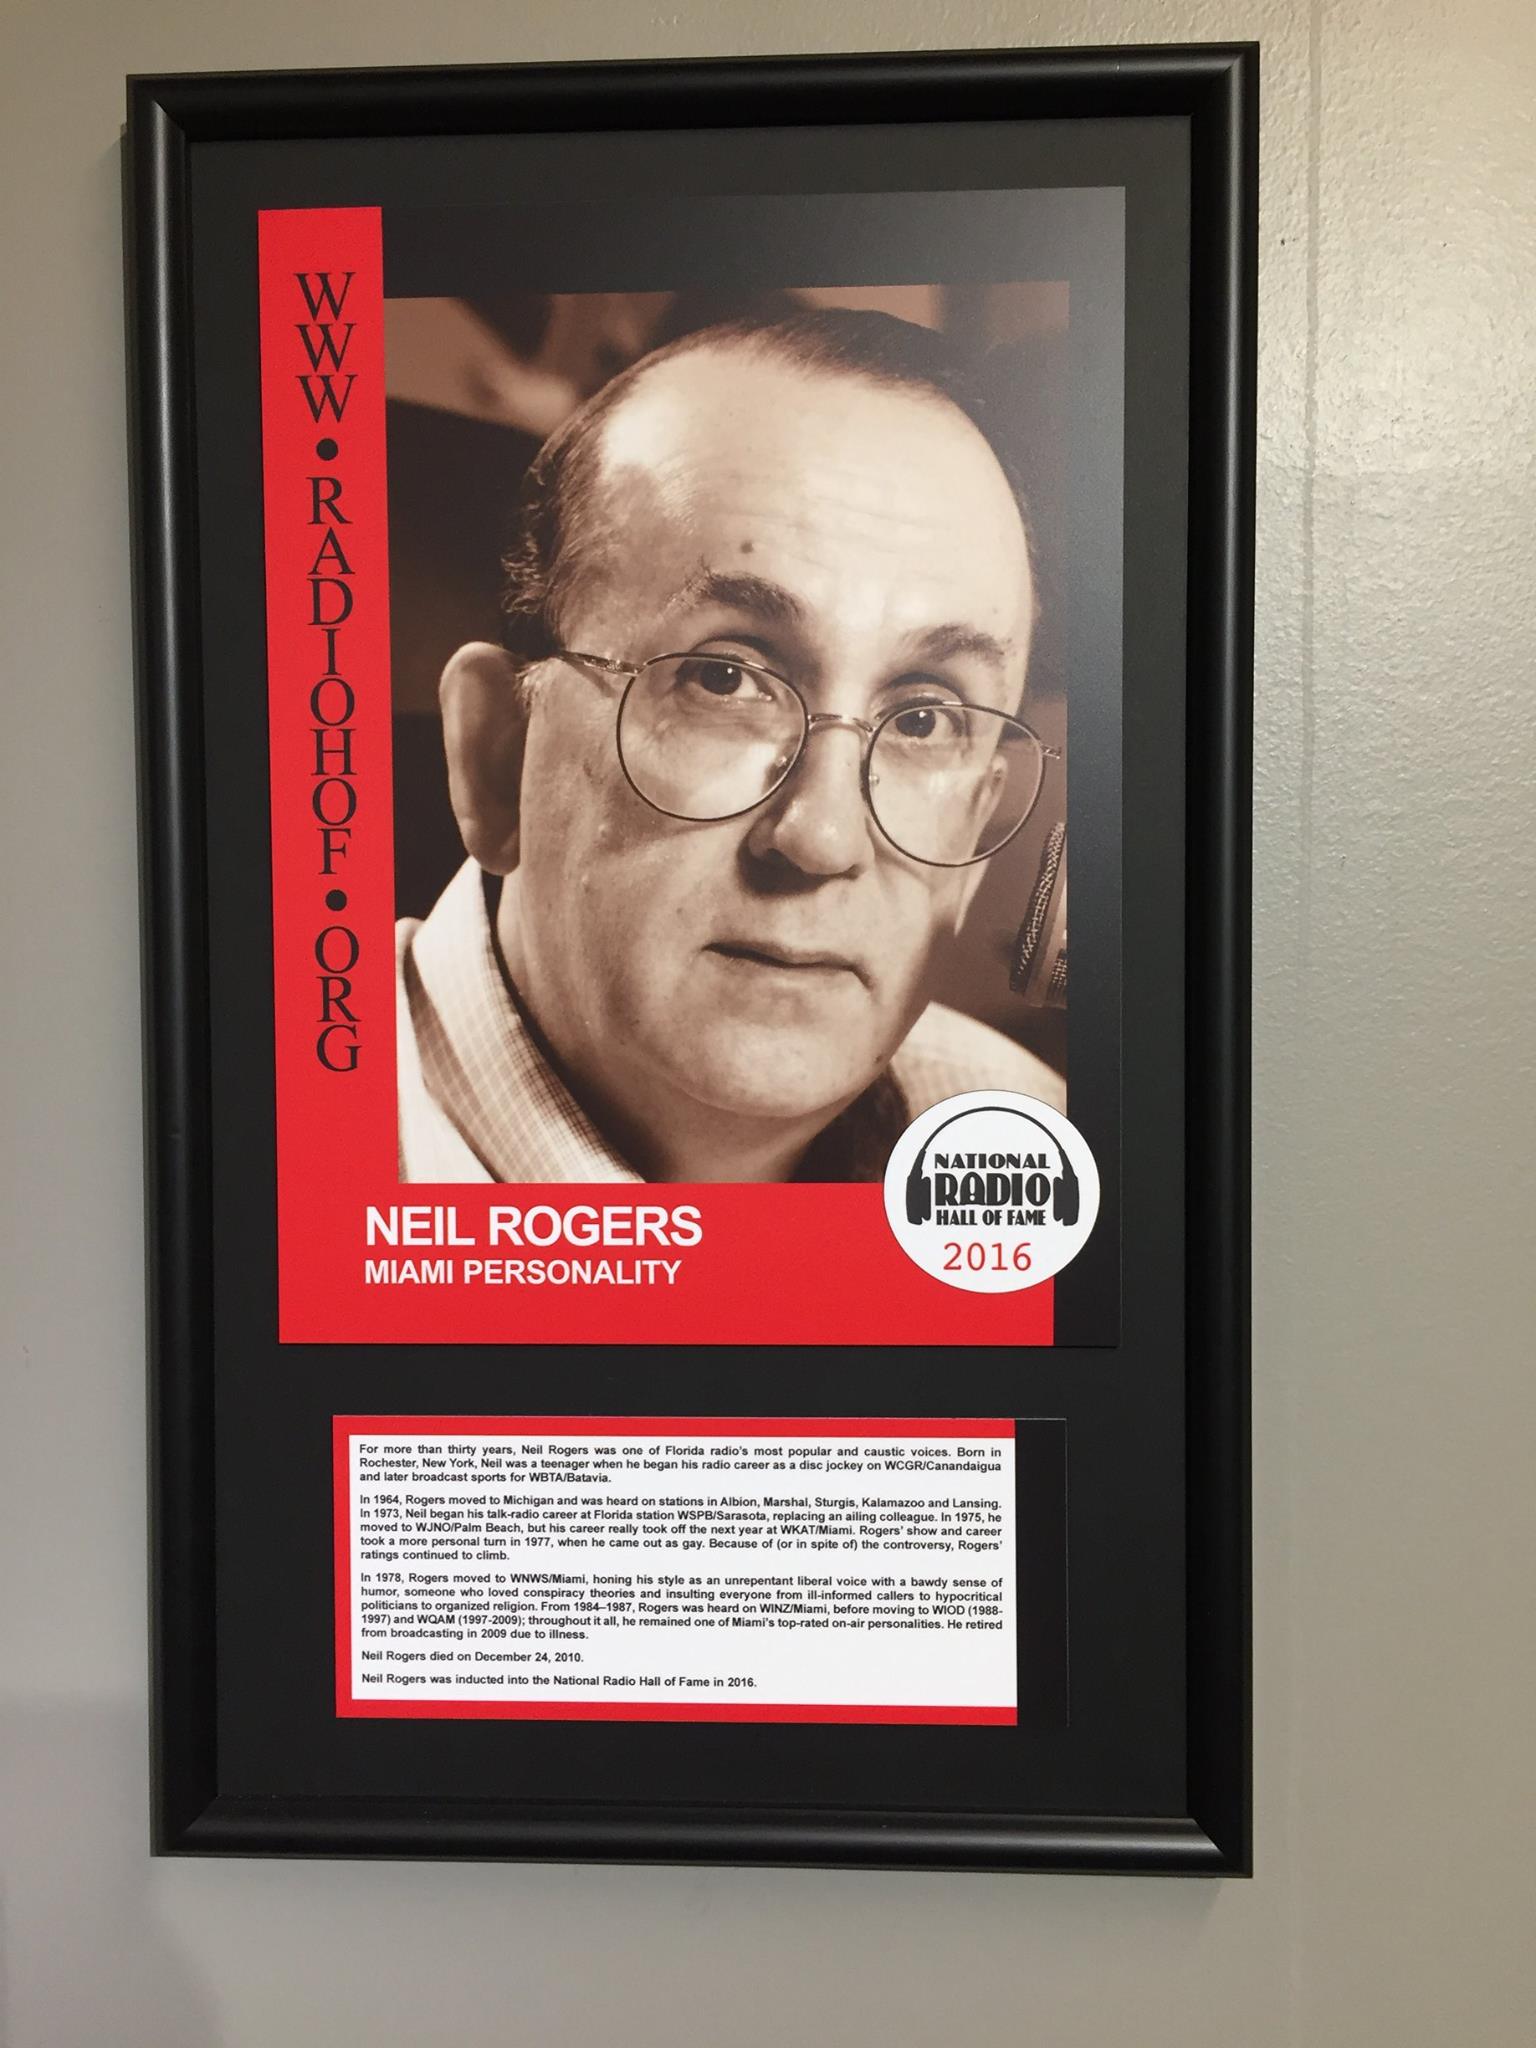 WWW•RADIOHOF•ORG
NEIL ROGERS
MIAMI PERSONALITY
NATIONAL
RADIO
HALL OF FAME
2016
For more than thirty years, Neil Rogers was one of Florida radio's most popular and caustic voices. Born in
Rochester, New York, Neil was a teenager when he began his radio career as a disc jockey on WCGR/Canandaigua
and later broadcast sports for WBTA/Batavia.
In 1964, Rogers moved to Michigan and was heard on stations in Albion, Marshal, Sturgis, Kalamazoo and Lansing.
In 1973, Neil began his talk-radio career at Florida station WSPB/Sarasota, replacing an ailing colleague. In 1975, he
moved to WJNO/Palm Beach, but his career really took off the next year at WKAT/Miami. Rogers' show and career
took a more personal turn in 1977, when he came out as gay. Because of (or in spite of) the controversy, Rogers'
ratings continued to climb.
In 1978, Rogers moved to WNWS/Miami, honing his style as an unrepentant liberal voice with a bawdy sense of
humor, someone who loved conspiracy theories and insulting everyone from ill-informed callers to hypocritical
politicians to organized religion. From 1984–1987, Rogers was heard on WINZ/Miami, before moving to WIOD (1988-
1997) and WQAM (1997-2009); throughout it all, he remained one of Miami's top-rated on-air personalities. He retired
from broadcasting in 2009 due to illness.
Neil Rogers died on December 24, 2010.
Neil Rogers was inducted into the National Radio Hall of Fame in 2016.